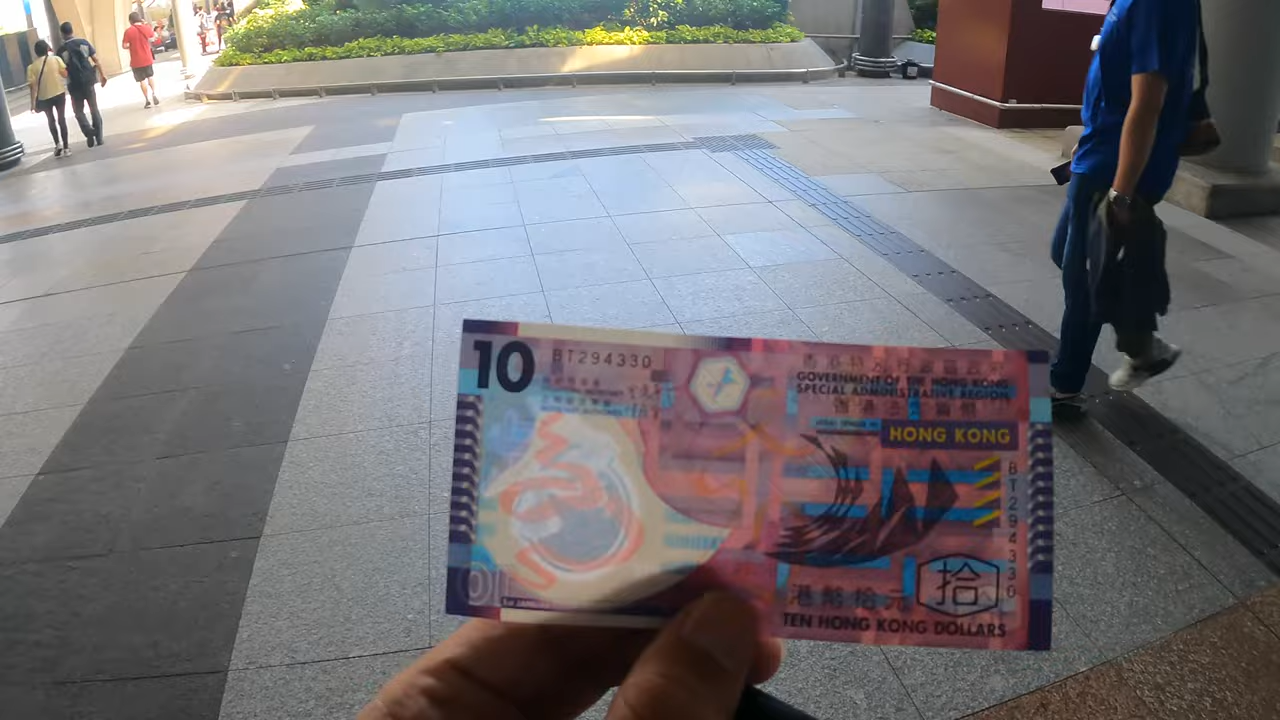 10
BT294330
GOVERNMENT OF THE HONG KONG
SPECIAL ADMINISTRATIVE REGION
HONG KONG
BT294330
港幣拾元
拾
TEN HONG KONG DOLLARS